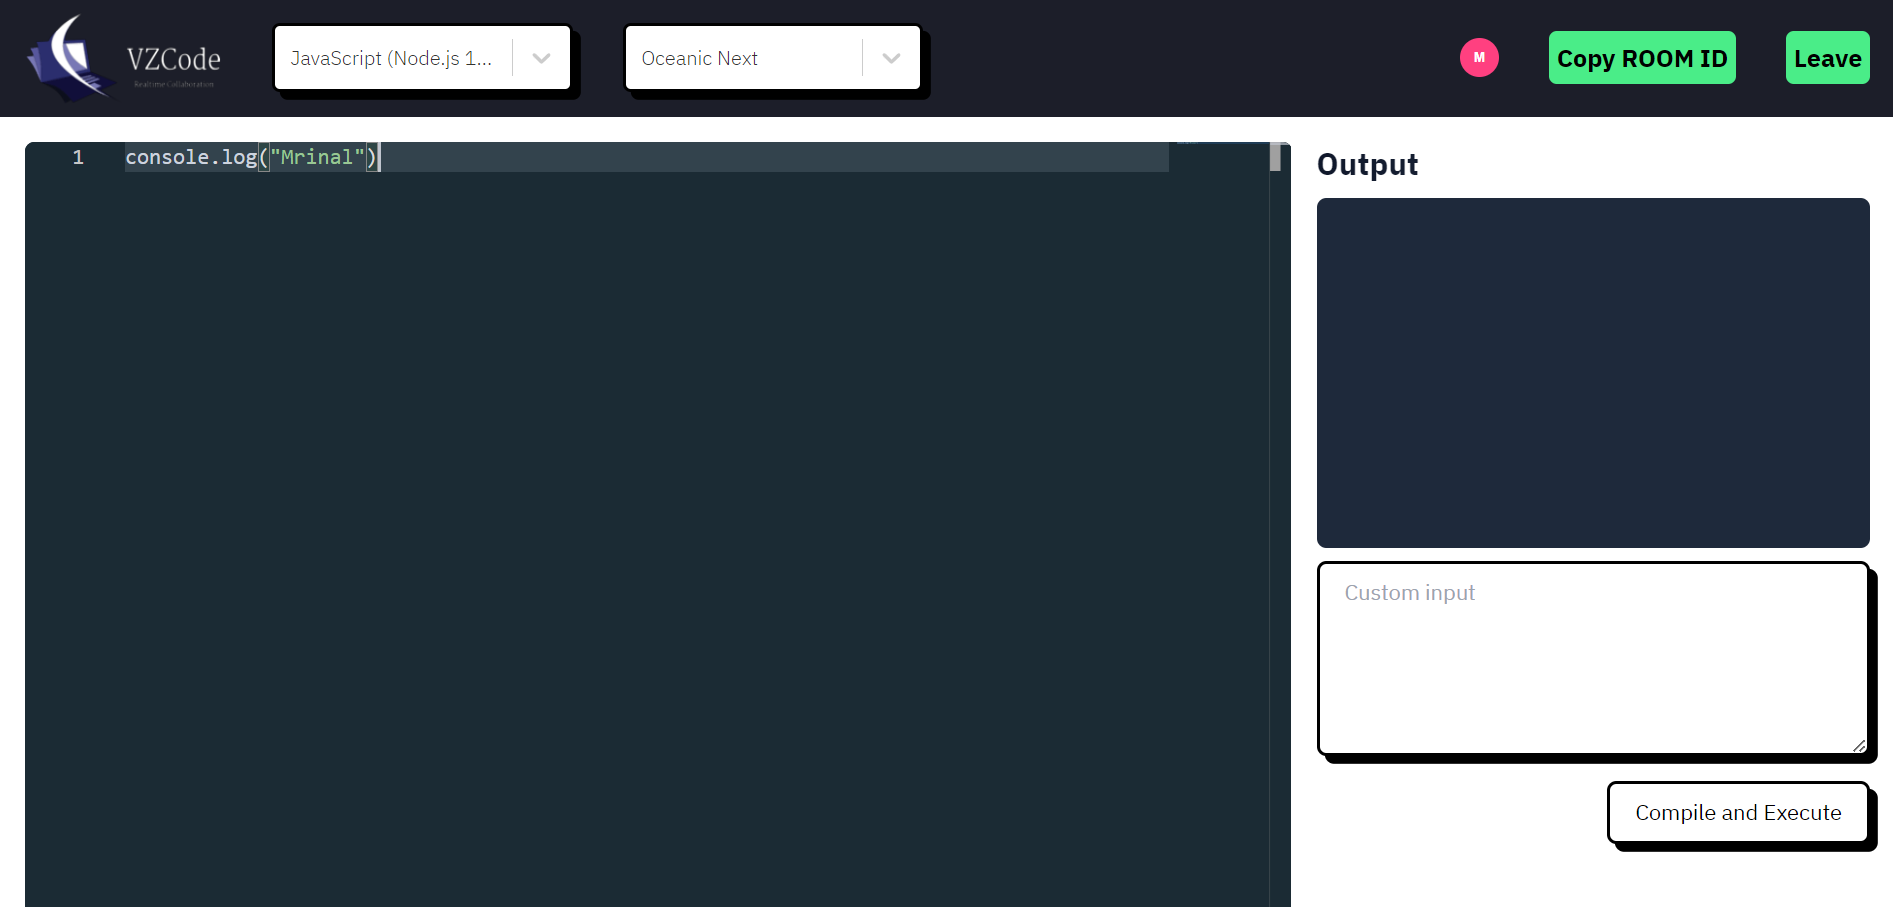 VZCode
Realtime Collaboration
JavaScript (Node.js 1...
Oceanic Next
M
Copy ROOM ID
Leave
1 console.log("Mrinal")
Output
Custom input
Compile and Execute